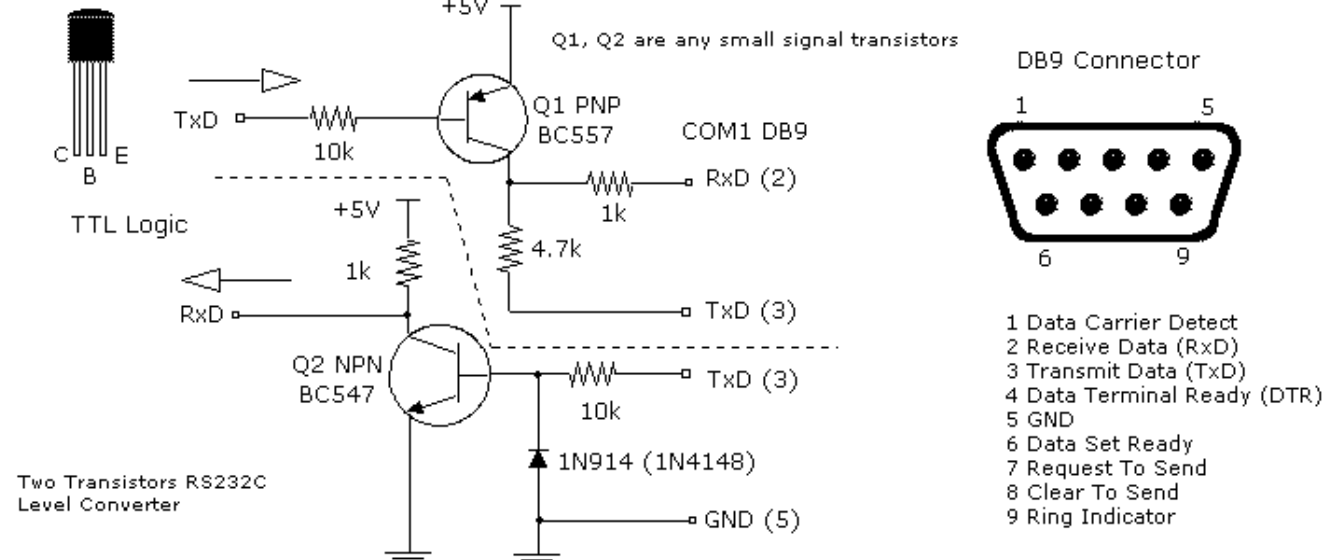 +5V
Q1, Q2 are any small signal transistors
DB9 Connector
1 5
TxD
10k
Q1 PNP
BC557
COM1 DB9
RxD (2)
1k
C B E
TTL Logic
+5V
1k
4.7k
6 9
RxD
TxD (3)
Q2 NPN
BC547
TxD (3)
10k
1N914 (1N4148)
GND (5)
Two Transistors RS232C
Level Converter
1 Data Carrier Detect
2 Receive Data (RxD)
3 Transmit Data (TxD)
4 Data Terminal Ready (DTR)
5 GND
6 Data Set Ready
7 Request To Send
8 Clear To Send
9 Ring Indicator